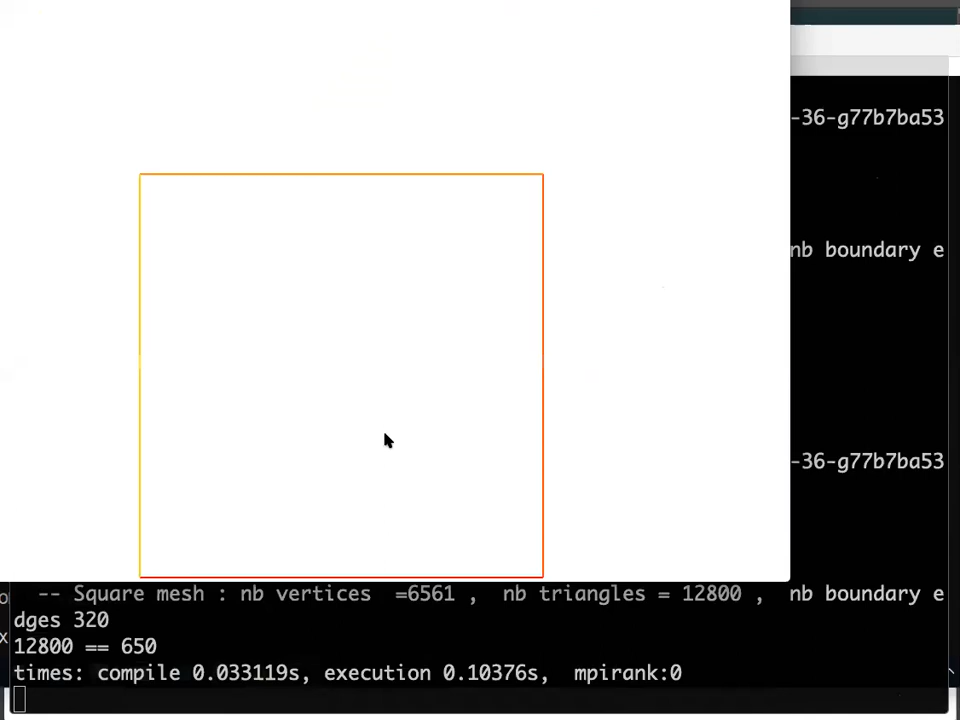 -36-g77b7ba53
nb boundary e
-36-g77b7ba53
-- Square mesh : nb vertices  =6561 ,  nb triangles = 12800 ,  nb boundary e
dges 320
12800 == 650
times: compile 0.033119s, execution 0.10376s,  mpirank:0